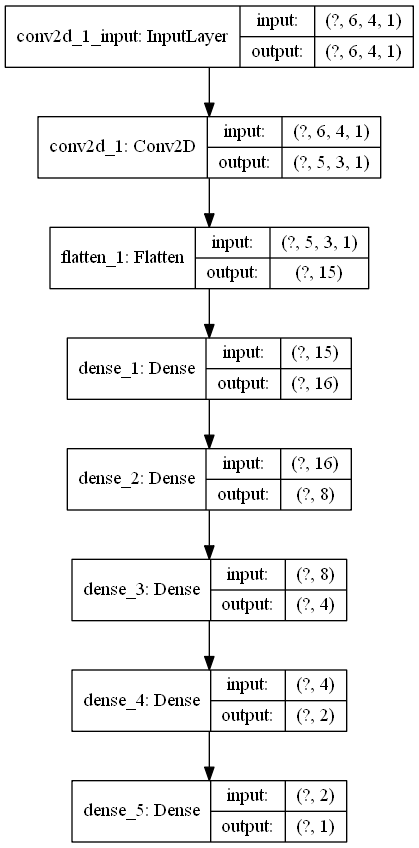 conv2d_1_input: InputLayer
input: (?, 6, 4, 1)
output: (?, 6, 4, 1)
conv2d_1: Conv2D
input: (?, 6, 4, 1)
output: (?, 5, 3, 1)
flatten_1: Flatten
input: (?, 5, 3, 1)
output: (?, 15)
dense_1: Dense
input: (?, 15)
output: (?, 16)
dense_2: Dense
input: (?, 16)
output: (?, 8)
dense_3: Dense
input: (?, 8)
output: (?, 4)
dense_4: Dense
input: (?, 4)
output: (?, 2)
dense_5: Dense
input: (?, 2)
output: (?, 1)